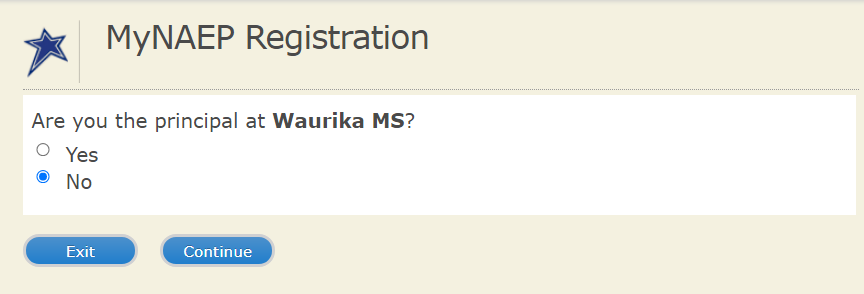 MyNAEP Registration
Are you the principal at Waurika MS?
Yes
No
Exit
Continue